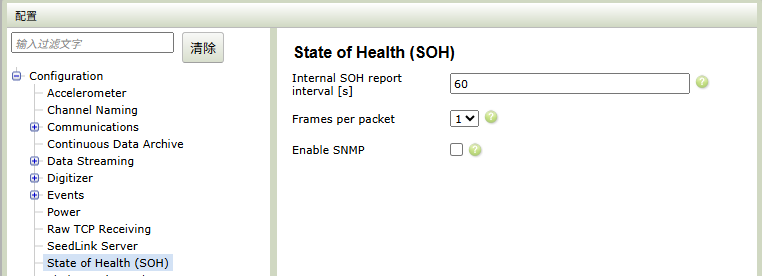 配置
输入过滤文字
清除
Configuration
Accelerometer
Channel Naming
Communications
Continuous Data Archive
Data Streaming
Digitizer
Events
Power
Raw TCP Receiving
SeedLink Server
State of Health (SOH)
State of Health (SOH)
Internal SOH report
interval [s]
60
Frames per packet
1
Enable SNMP